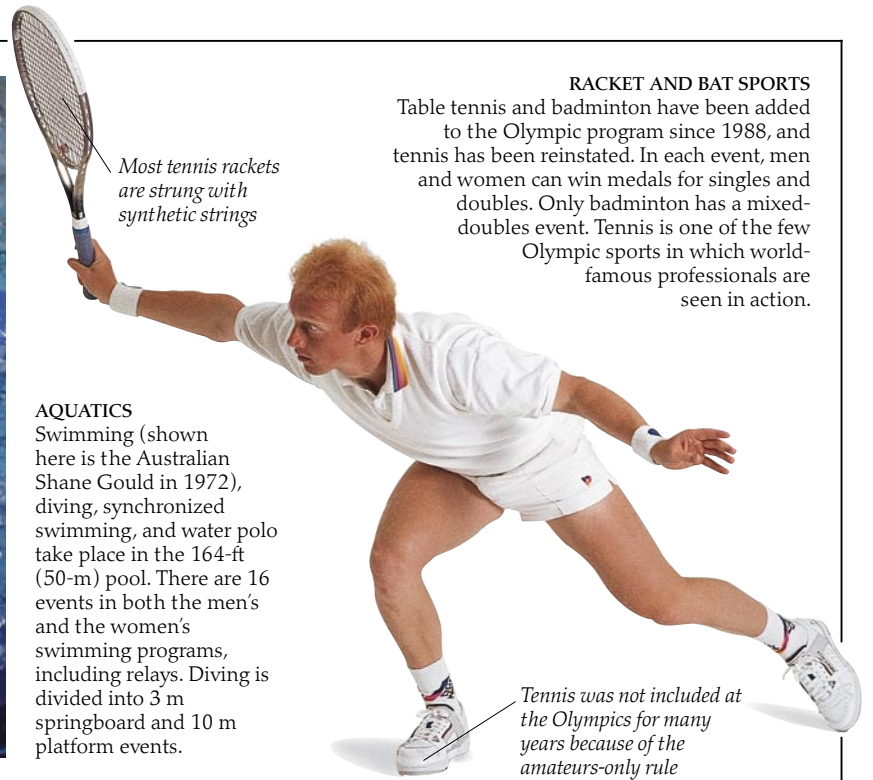 RACKET AND BAT SPORTS
Table tennis and badminton have been added
to the Olympic program since 1988, and
tennis has been reinstated. In each event, men
and women can win medals for singles and
doubles. Only badminton has a mixed-
doubles event. Tennis is one of the few
Olympic sports in which world-
famous professionals are
seen in action.
Most tennis rackets
are strung with
synthetic strings
AQUATICS
Swimming (shown
here is the Australian
Shane Gould in 1972),
diving, synchronized
swimming, and water polo
take place in the 164-ft
(50-m) pool. There are 16
events in both the men’s
and the women’s
swimming programs,
including relays. Diving is
divided into 3 m
springboard and 10 m
platform events.
Tennis was not included at
the Olympics for many
years because of the
amateurs-only rule